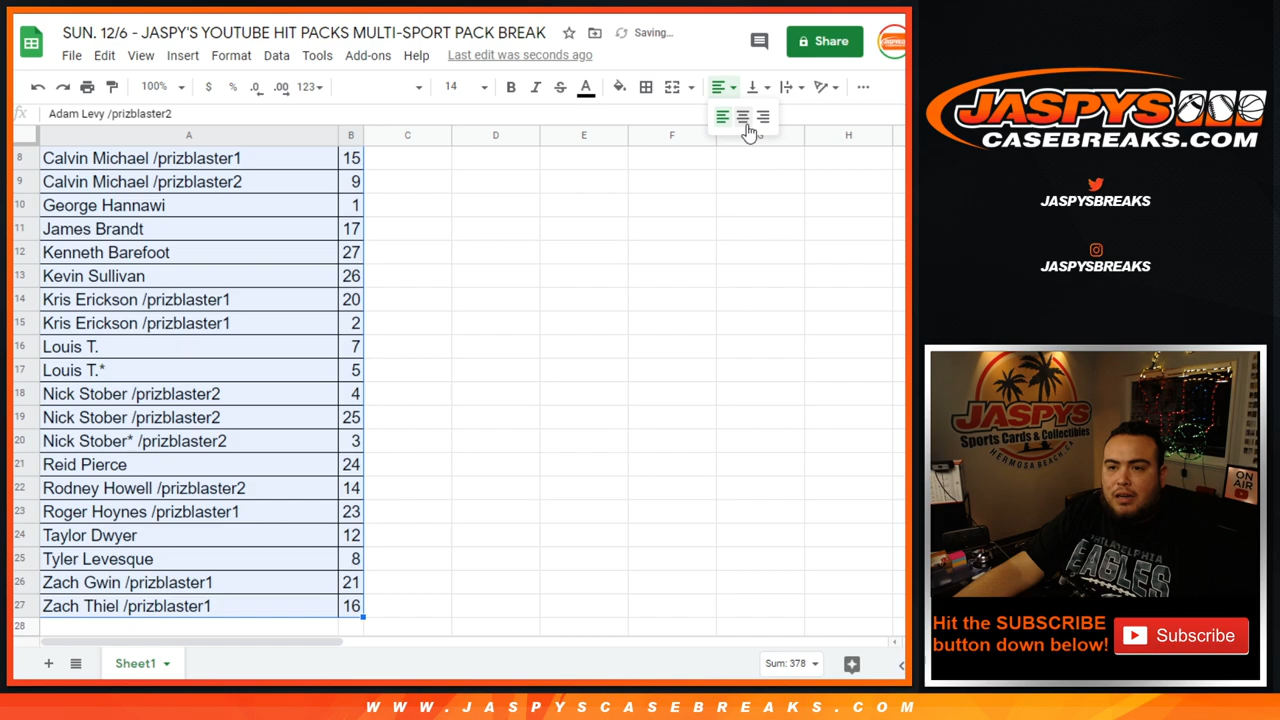 SUN. 12/6 - JASPY'S YOUTUBE HIT PACKS MULTI-SPORT PACK BREAK
Saving...
Share
File Edit View Insert Format Data Tools Add-ons Help Last edit was seconds ago
100% $ % .0 .00 123 14 B I S A
fx Adam Levy /prizblaster2
A B C D E F G H
8 Calvin Michael /prizblaster1 15
9 Calvin Michael /prizblaster2 9
10 George Hannawi 1
11 James Brandt 17
12 Kenneth Barefoot 27
13 Kevin Sullivan 26
14 Kris Erickson /prizblaster1 20
15 Kris Erickson /prizblaster1 2
16 Louis T. 7
17 Louis T.* 5
18 Nick Stober /prizblaster2 4
19 Nick Stober /prizblaster2 25
20 Nick Stober* /prizblaster2 3
21 Reid Pierce 24
22 Rodney Howell /prizblaster2 14
23 Roger Hoynes /prizblaster1 23
24 Taylor Dwyer 12
25 Tyler Levesque 8
26 Zach Gwin /prizblaster1 21
27 Zach Thiel /prizblaster1 16
28
Sheet1
Sum: 378
JASPYS
CASEBREAKS.COM
JASPYSBREAKS
JASPYSBREAKS
JASPYS
Sports Cards & Collectibles
HERMOSA BEACH, CA
ON
AIR
PHILADELPHIA
EAGLES
Hit the SUBSCRIBE
button down below!
Subscribe
WWW.JASPYSCASEBREAKS.COM